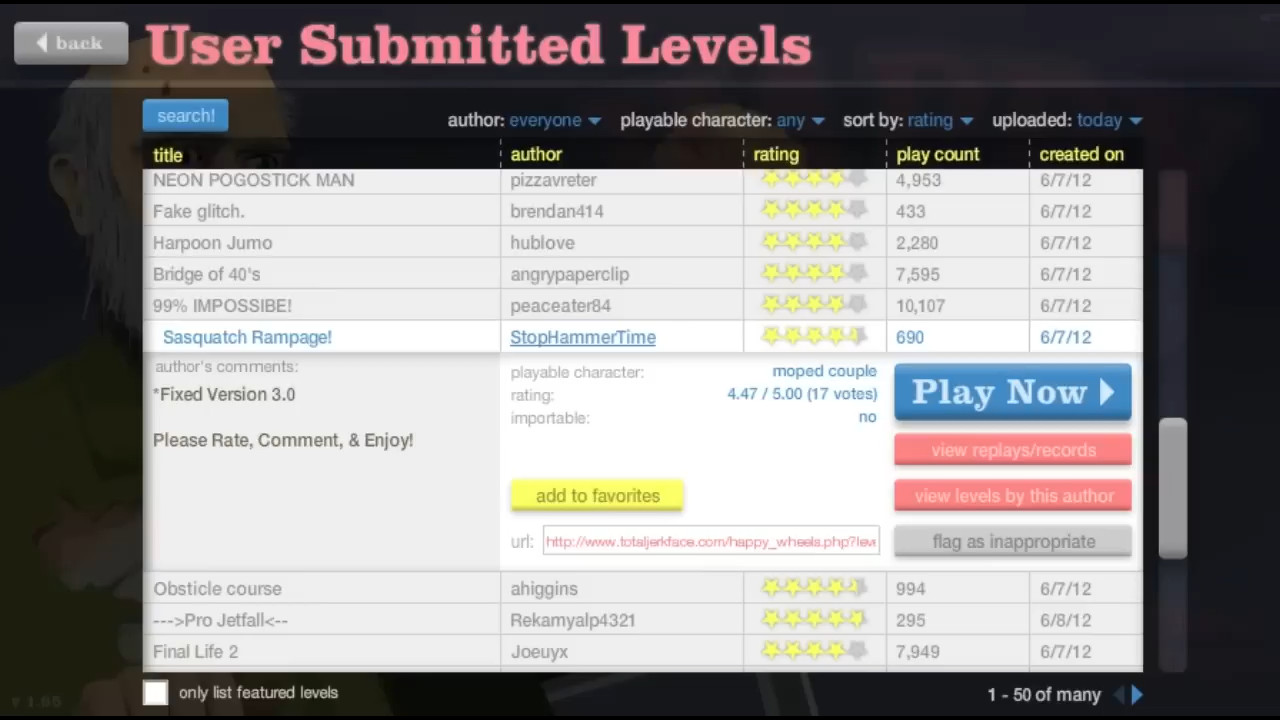 back
User Submitted Levels
search!
author: everyone playable character: any sort by: rating uploaded: today
title author rating play count created on
NEON POGOSTICK MAN pizzavreter 4,953 6/7/12
Fake glitch. brendan414 433 6/7/12
Harpoon Jumo hublove 2,280 6/7/12
Bridge of 40's angrypaperclip 7,595 6/7/12
99% IMPOSSIBE! peaceater84 10,107 6/7/12
Sasquatch Rampage! StopHammerTime 690 6/7/12
author's comments:
*Fixed Version 3.0
Please Rate, Comment, & Enjoy!
playable character: moped couple
rating: 4.47 / 5.00 (17 votes)
importable: no
add to favorites
url: http://www.totaljerkface.com/happy_wheels.php?lev
Play Now
view replays/records
view levels by this author
flag as inappropriate
Obsticle course ahiggins 994 6/7/12
--->Pro Jetfall<-- Rekamyalp4321 295 6/8/12
Final Life 2 Joeuyx 7,949 6/7/12
only list featured levels
1 - 50 of many
v 1.65